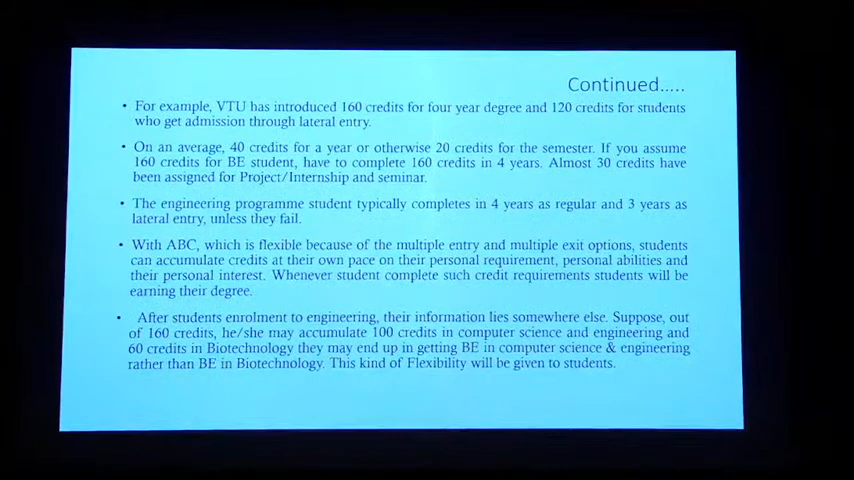 Continued.....
• For example, VTU has introduced 160 credits for four year degree and 120 credits for students
who get admission through lateral entry.
• On an average, 40 credits for a year or otherwise 20 credits for the semester. If you assume
160 credits for BE student, have to complete 160 credits in 4 years. Almost 30 credits have
been assigned for Project/Internship and seminar.
• The engineering programme student typically completes in 4 years as regular and 3 years as
lateral entry, unless they fail.
• With ABC, which is flexible because of the multiple entry and multiple exit options, students
can accumulate credits at their own pace on their personal requirement, personal abilities and
their personal interest. Whenever student complete such credit requirements students will be
earning their degree.
• After students enrolment to engineering, their information lies somewhere else. Suppose, out
of 160 credits, he/she may accumulate 100 credits in computer science and engineering and
60 credits in Biotechnology they may end up in getting BE in computer science & engineering
rather than BE in Biotechnology. This kind of Flexibility will be given to students.